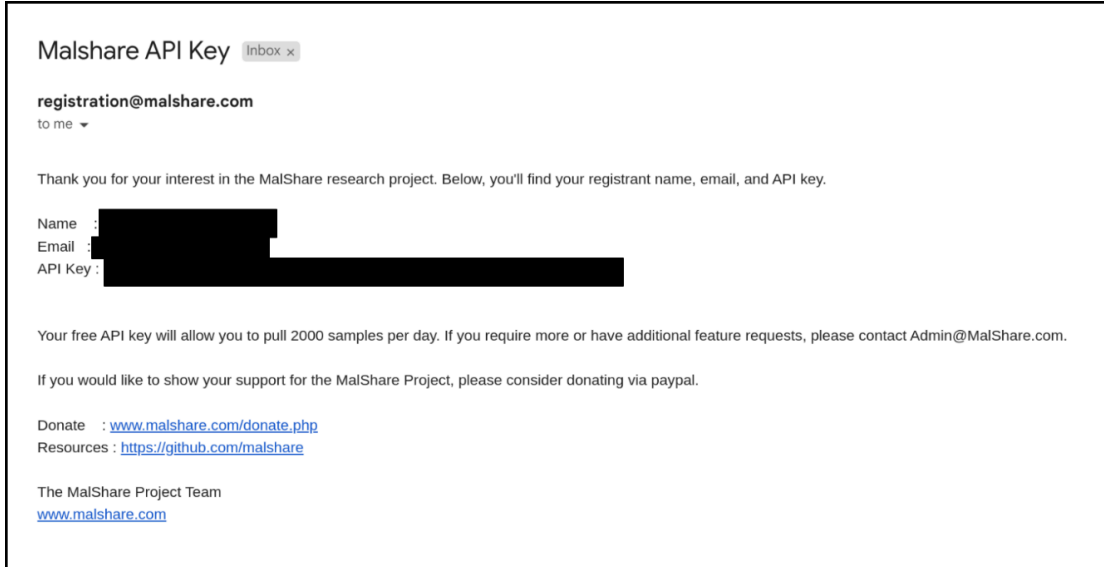 Malshare API Key Inbox x
registration@malshare.com
to me
Thank you for your interest in the MalShare research project. Below, you'll find your registrant name, email, and API key.
Name :
Email :
API Key :
Your free API key will allow you to pull 2000 samples per day. If you require more or have additional feature requests, please contact Admin@MalShare.com.
If you would like to show your support for the MalShare Project, please consider donating via paypal.
Donate : www.malshare.com/donate.php
Resources : https://github.com/malshare
The MalShare Project Team
www.malshare.com